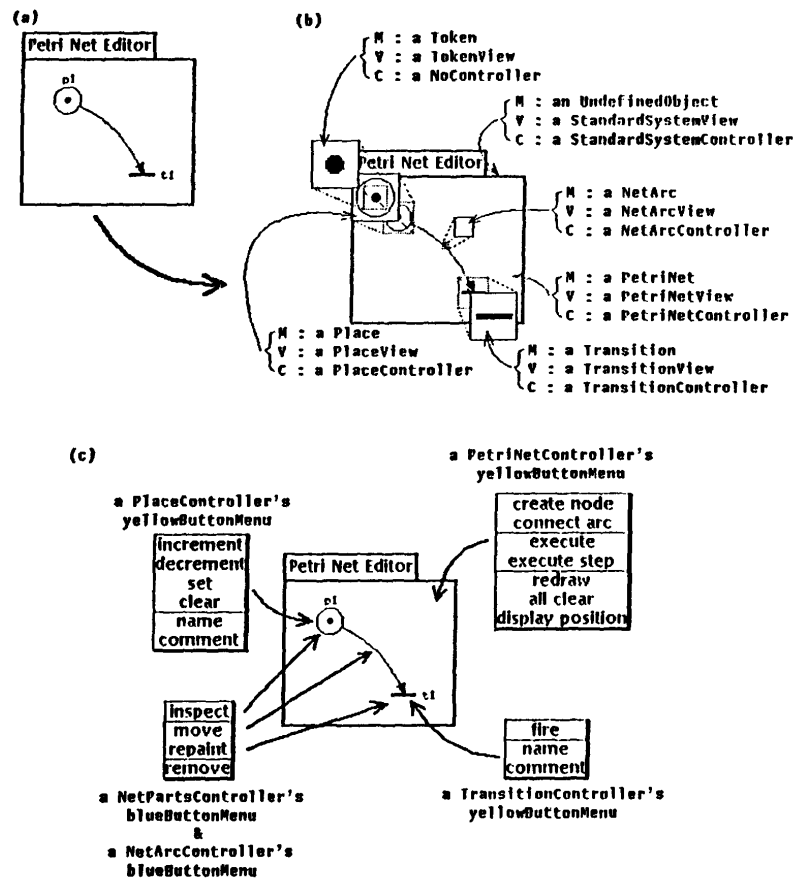 (a)
Petri Net Editor
p1
t1
(b)
M : a Token
V : a TokenView
C : a NoController
M : an UndefinedObject
V : a StandardSystemView
C : a StandardSystemController
Petri Net Editor
M : a NetArc
V : a NetArcView
C : a NetArcController
M : a PetriNet
V : a PetriNetView
C : a PetriNetController
M : a Place
V : a PlaceView
C : a PlaceController
M : a Transition
V : a TransitionView
C : a TransitionController
(c)
a PetriNetController's
yellowButtonMenu
create node
connect arc
execute
execute step
redraw
all clear
display position
a PlaceController's
yellowButtonMenu
increment
decrement
set
clear
name
comment
Petri Net Editor
p1
t1
inspect
move
repaint
remove
a NetPartsController's
blueButtonMenu
&
a NetArcController's
blueButtonMenu
fire
name
comment
a TransitionController's
yellowButtonMenu